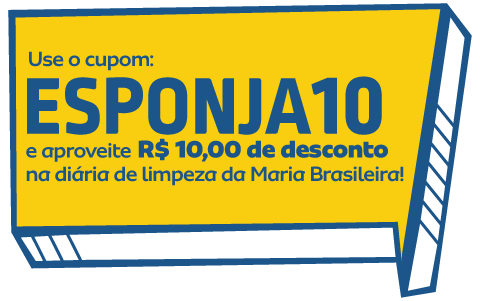 Use o cupom:
ESPONJA10
e aproveite R$ 10,00 de desconto
na diária de limpeza da Maria Brasileira!